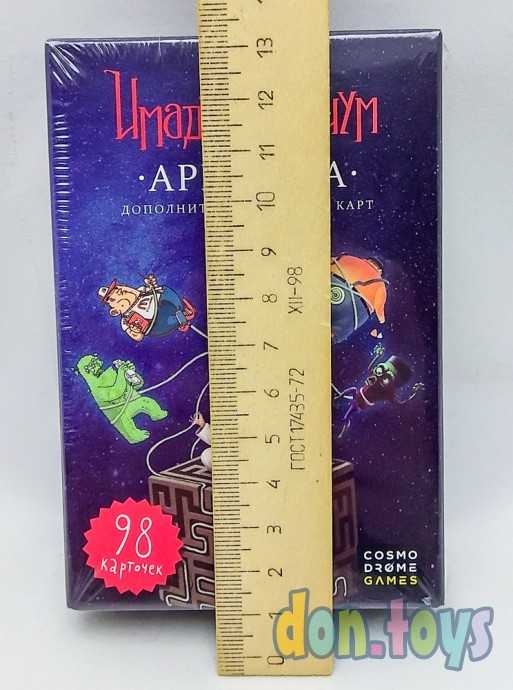 Имад ум
·АР А·
ДОПОЛНИТ КАРТ
98
карточек
COSMO
DRØME
GAMES
13
12
11
10
9
8
7
6
5
4
3
2
1
0
ГОСТ 17435-72 XII-98
don.toys